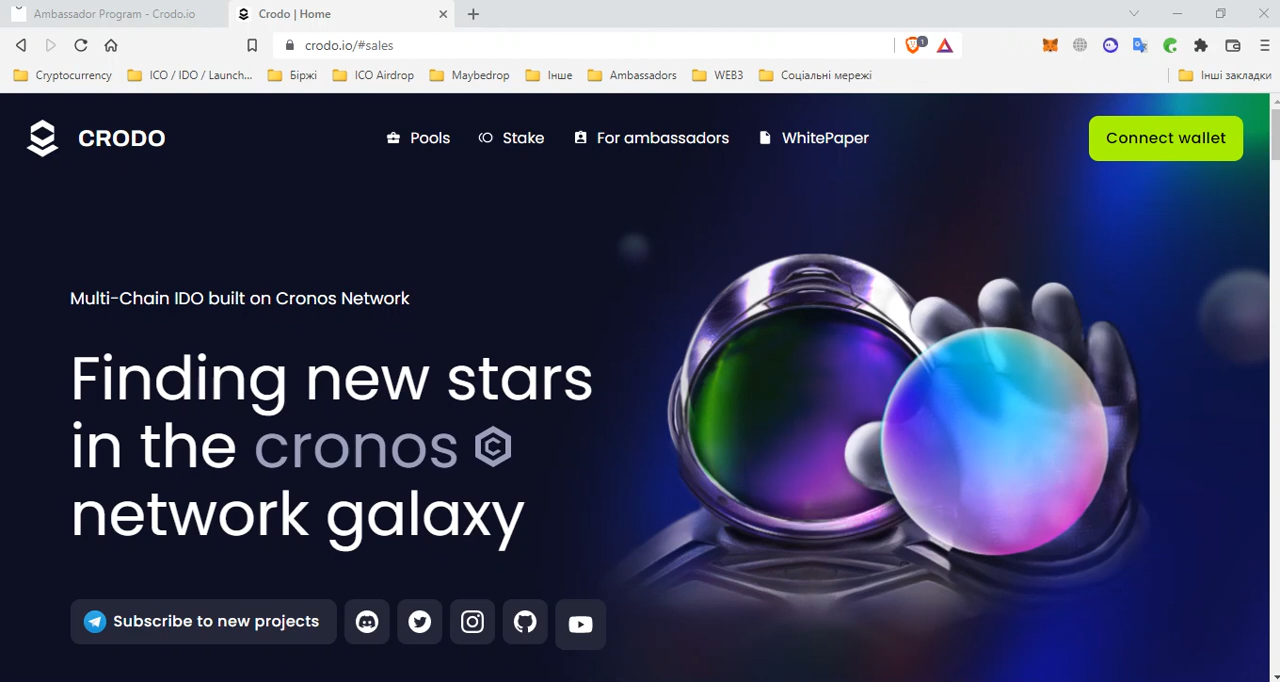 Ambassador Program - Crodo.io
Crodo | Home
crodo.io/#sales
1
Cryptocurrency
ICO / IDO / Launch...
Біржі
ICO Airdrop
Maybedrop
Інше
Ambassadors
WEB3
Соціальні мережі
Інші закладки
CRODO
Pools
Stake
For ambassadors
WhitePaper
Connect wallet
Multi-Chain IDO built on Cronos Network
Finding new stars
in the cronos
network galaxy
Subscribe to new projects